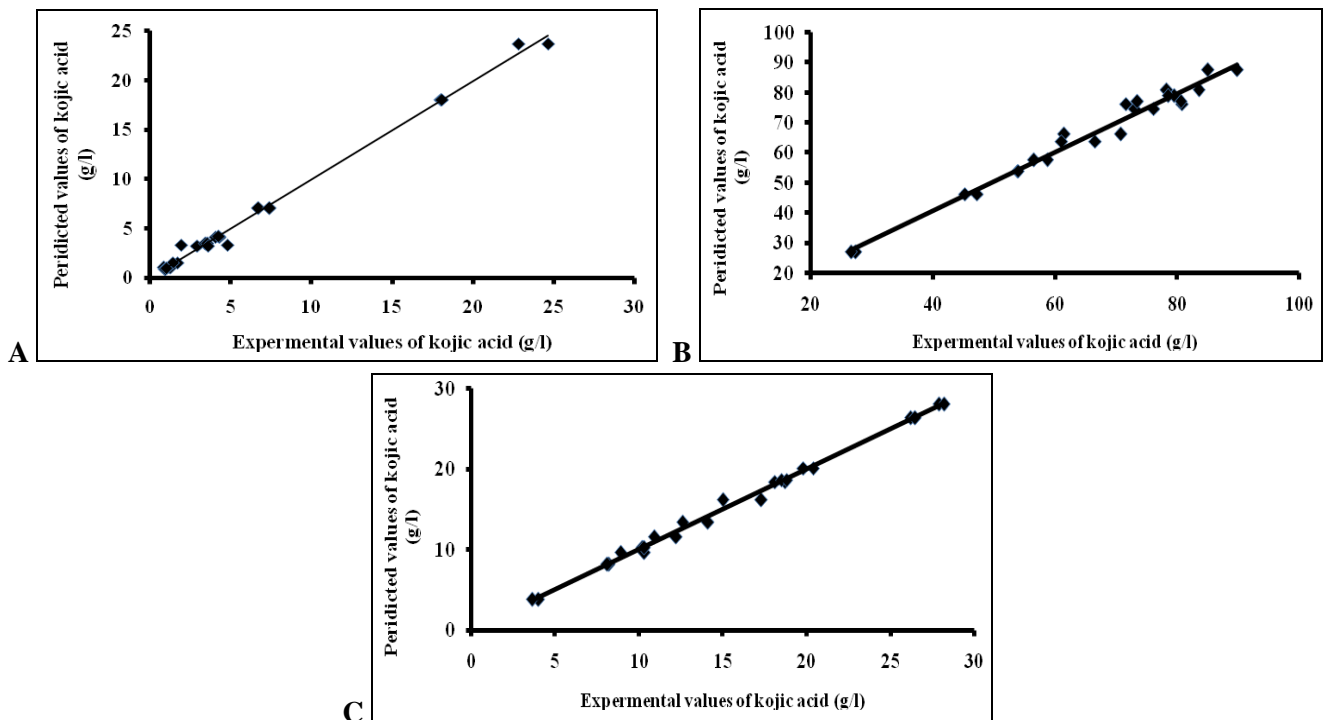 Peridicted values of kojic acid
(g/l)
25
20
15
10
5
0
0 5 10 15 20 25 30
Expermental values of kojic acid (g/l)
A
Peridicted values of kojic acid
(g/l)
100
90
80
70
60
50
40
30
20
20 40 60 80 100
Expermental values of kojic acid (g/l)
B
Peridicted values of kojic acid
(g/l)
30
20
10
0
0 5 10 15 20 25 30
Expermental values of kojic acid (g/l)
C